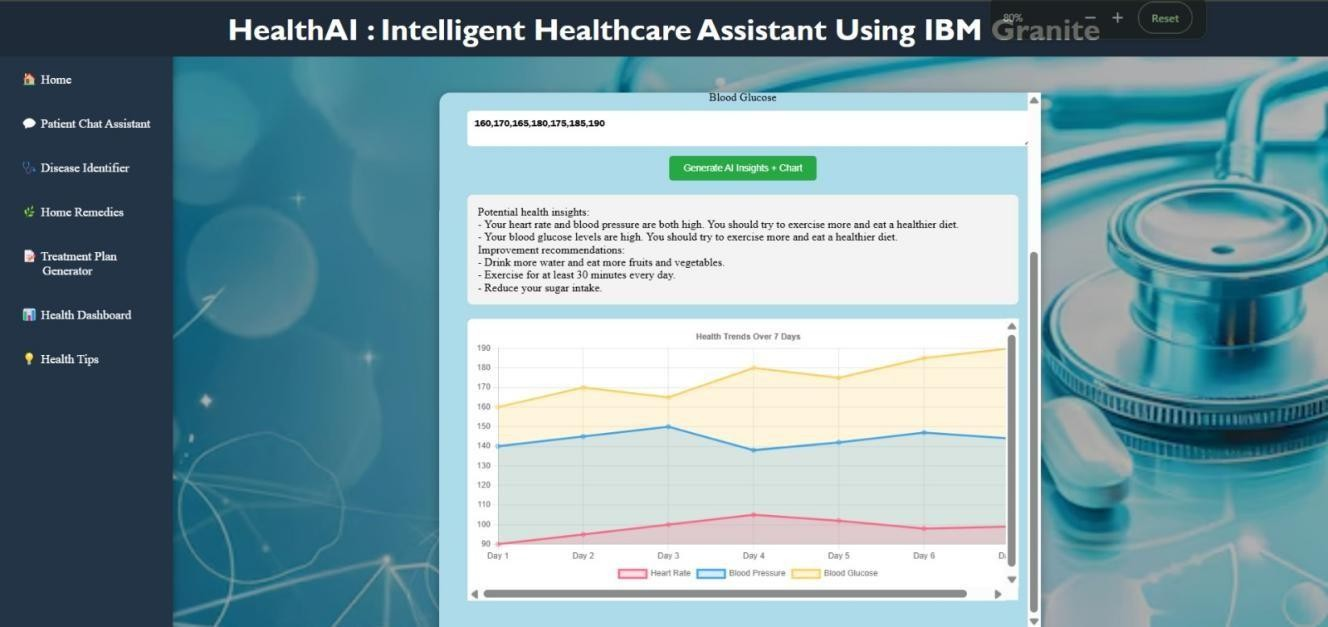 HealthAI : Intelligent Healthcare Assistant Using IBM Granite
80%
Reset
Home
Patient Chat Assistant
Disease Identifier
Home Remedies
Treatment Plan
Generator
Health Dashboard
Health Tips
Blood Glucose
160,170,165,180,175,185,190
Generate AI Insights + Chart
Potential health insights:
- Your heart rate and blood pressure are both high. You should try to exercise more and eat a healthier diet.
- Your blood glucose levels are high. You should try to exercise more and eat a healthier diet.
Improvement recommendations:
- Drink more water and eat more fruits and vegetables.
- Exercise for at least 30 minutes every day.
- Reduce your sugar intake.
Health Trends Over 7 Days
190
180
170
160
150
140
130
120
110
100
90
Day 1 Day 2 Day 3 Day 4 Day 5 Day 6
Heart Rate Blood Pressure Blood Glucose